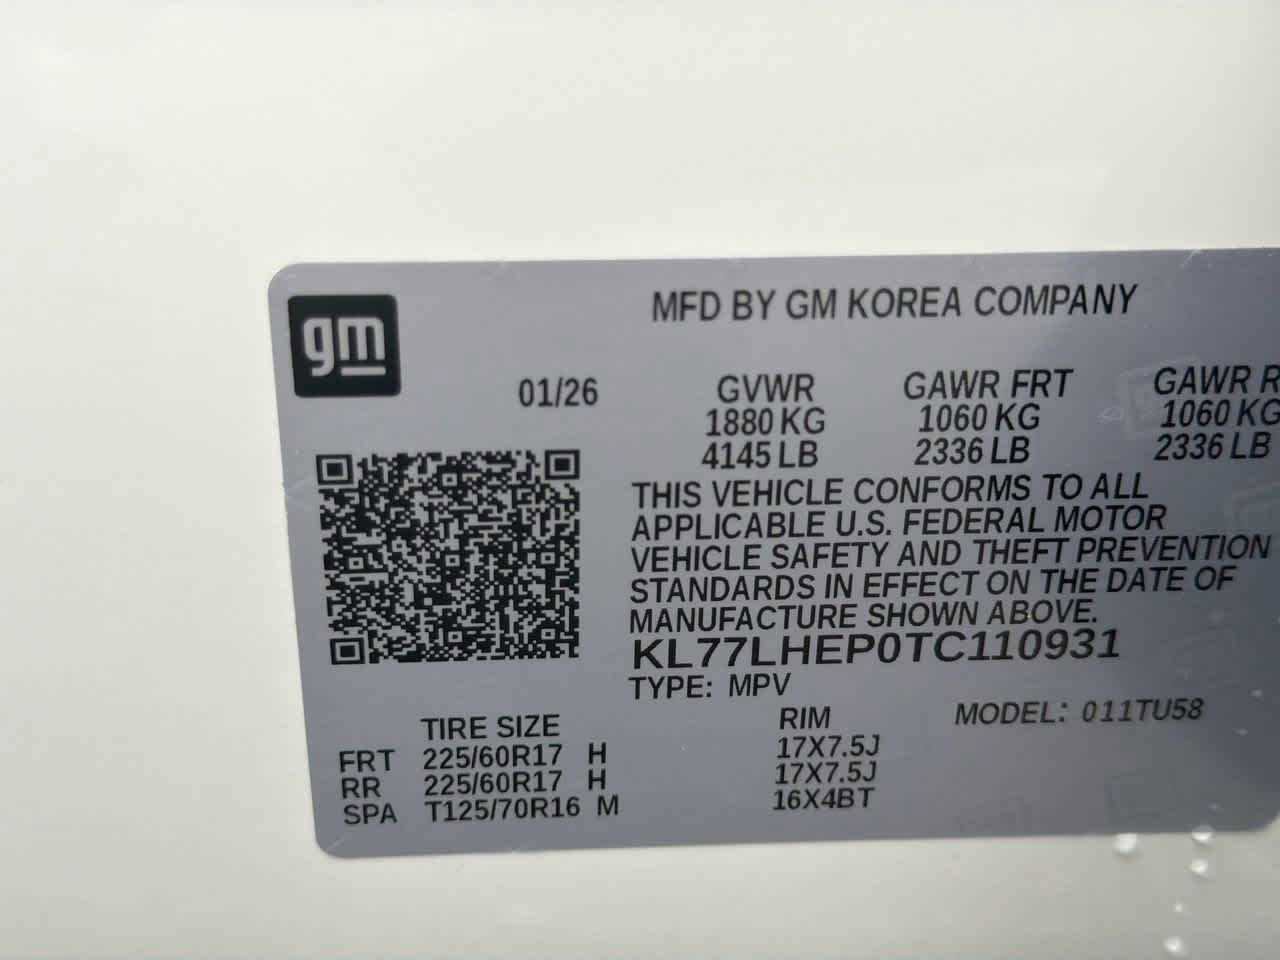 gm
MFD BY GM KOREA COMPANY
01/26 GVWR GAWR FRT GAWR
1880 KG 1060 KG 1060 KG
4145 LB 2336 LB 2336 LB
THIS VEHICLE CONFORMS TO ALL
APPLICABLE U.S. FEDERAL MOTOR
VEHICLE SAFETY AND THEFT PREVENTION
STANDARDS IN EFFECT ON THE DATE OF
MANUFACTURE SHOWN ABOVE.
KL77LHEP0TC110931
TYPE: MPV
TIRE SIZE RIM MODEL: 011TU58
FRT 225/60R17 H 17X7.5J
RR 225/60R17 H 17X7.5J
SPA T125/70R16 M 16X4BT